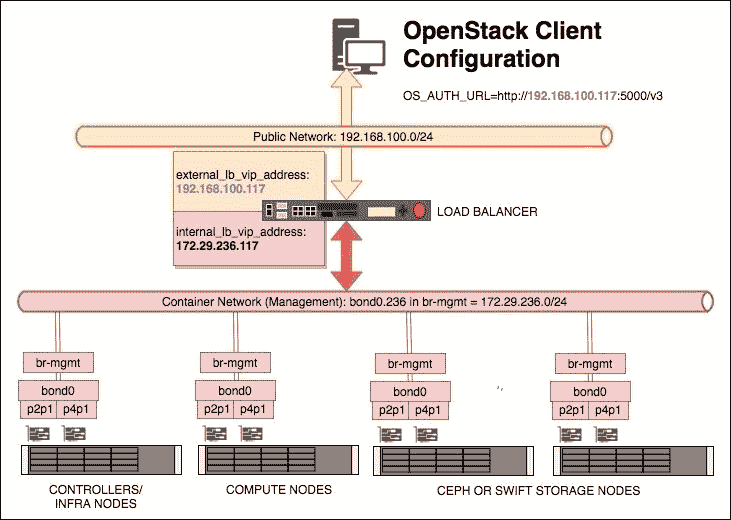 OpenStack Client
Configuration
OS_AUTH_URL=http://192.168.100.117:5000/v3
Public Network: 192.168.100.0/24
external_lb_vip_address:
192.168.100.117
LOAD BALANCER
internal_lb_vip_address:
172.29.236.117
Container Network (Management): bond0.236 in br-mgmt = 172.29.236.0/24
br-mgmt
br-mgmt
br-mgmt
br-mgmt
bond0
bond0
bond0
bond0
p2p1 p4p1
p2p1 p4p1
p2p1 p4p1
p2p1 p4p1
CONTROLLERS/
INFRA NODES
COMPUTE NODES
CEPH OR SWIFT STORAGE NODES